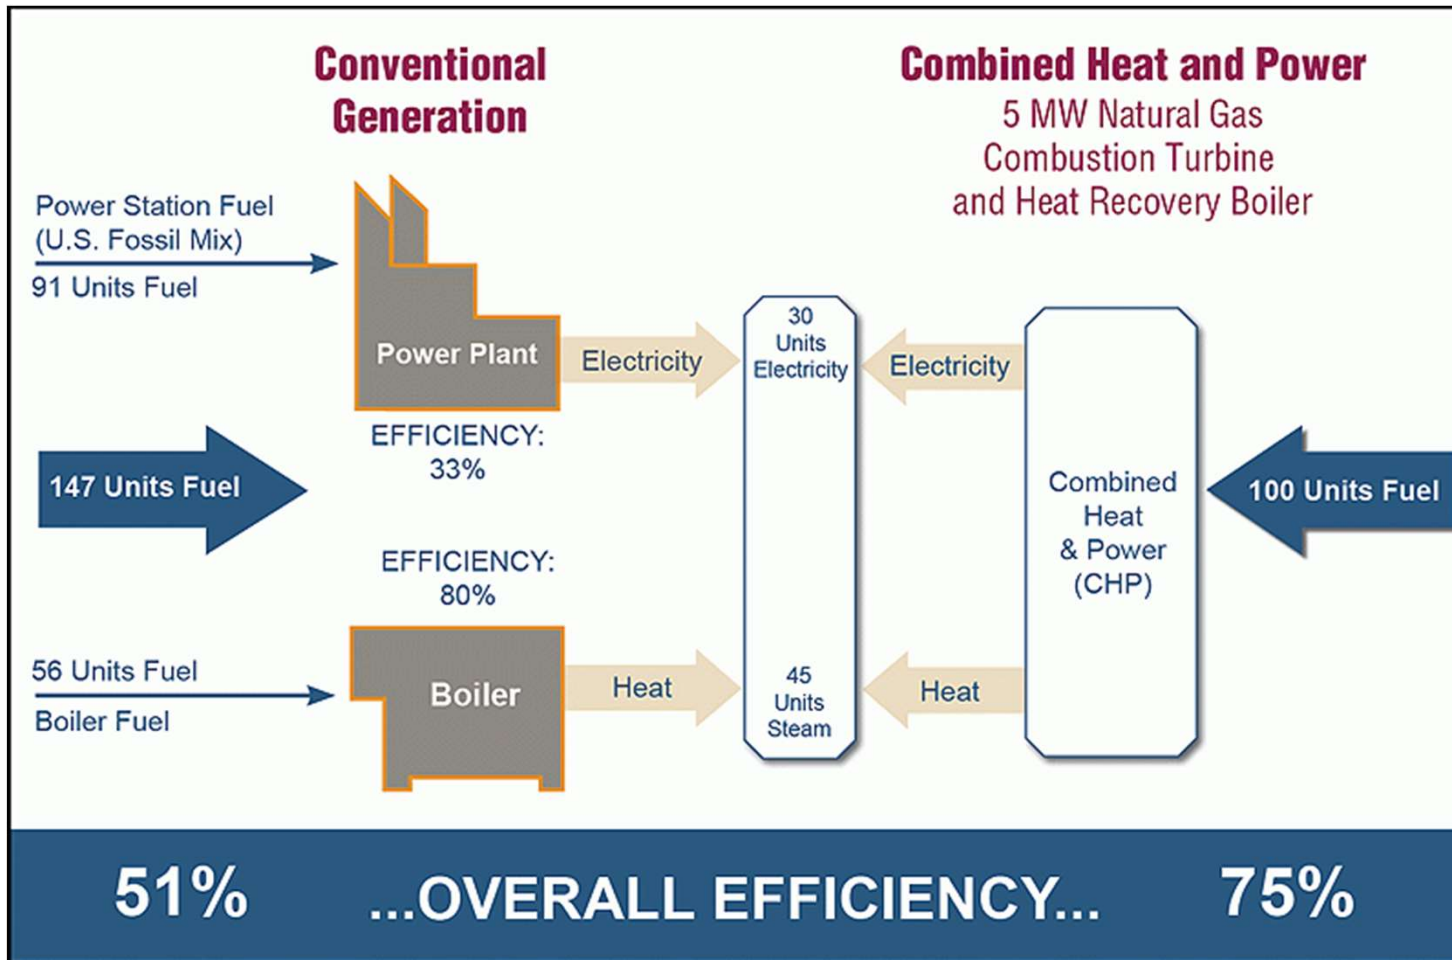 Conventional
Generation
Combined Heat and Power
5 MW Natural Gas
Combustion Turbine
and Heat Recovery Boiler
Power Station Fuel
(U.S. Fossil Mix)
91 Units Fuel
Power Plant
Electricity
30
Units
Electricity
Electricity
EFFICIENCY:
33%
147 Units Fuel
Combined
Heat
& Power
(CHP)
100 Units Fuel
EFFICIENCY:
80%
56 Units Fuel
Boiler Fuel
Boiler
Heat
45
Units
Steam
Heat
51%
...OVERALL EFFICIENCY...
75%